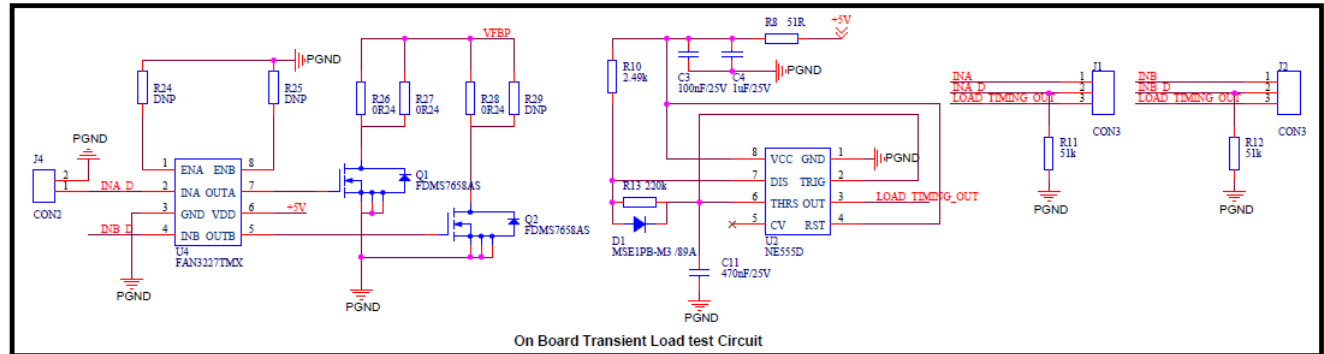 R24
DNP
R25
DNP
PGND
VFBP
R26
0R24
R27
0R24
R28
0R24
R29
DNP
J4
PGND
2
1
CON2
INA_D
INB_D
1
2
3
4
ENA ENB
INA OUTA
GND VDD
INB OUTB
8
7
6
5
+5V
U4
FAN3227TMX
PGND
Q1
FDMS7658AS
Q2
FDMS7658AS
PGND
R8 51R
+5V
R10
2.49k
C3
100nF/25V
C4
1uF/25V
PGND
8
7
6
5
VCC GND
DIS TRIG
THRS OUT
CV RST
1
2
3
4
PGND
LOAD_TIMING_OUT
R13 220k
D1
MSE1PB-M3 /89A
U2
NE555D
C11
470nF/25V
PGND
INA
INA_D
LOAD_TIMING_OUT
J1
1
2
3
CON3
R11
51k
PGND
INB
INB_D
LOAD_TIMING_OUT
J2
1
2
3
CON3
R12
51k
PGND
On Board Transient Load test Circuit